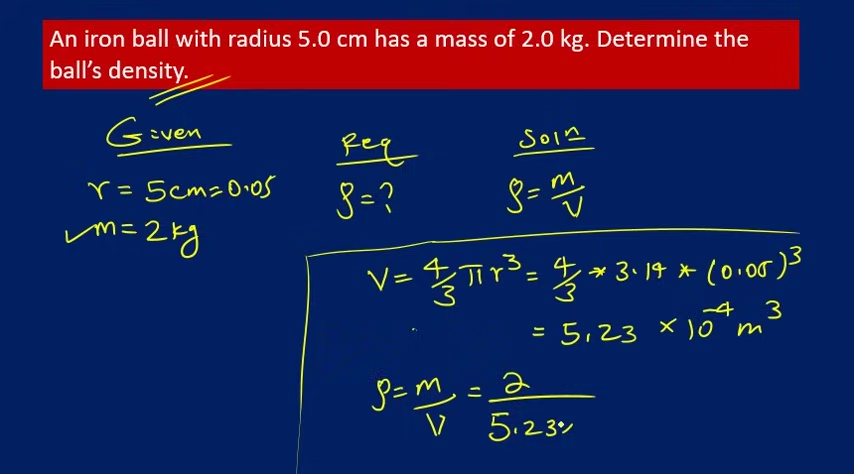 An iron ball with radius 5.0 cm has a mass of 2.0 kg. Determine the
ball's density.
Given
r = 5cm=0.05
✓m= 2kg
Req
ρ=?
Soln
ρ= m/V
V= 4/3 πr³ = 4/3 * 3.14 * (0.05)³
= 5.23 × 10⁻⁴ m³
ρ= m/V = 2/5.23×